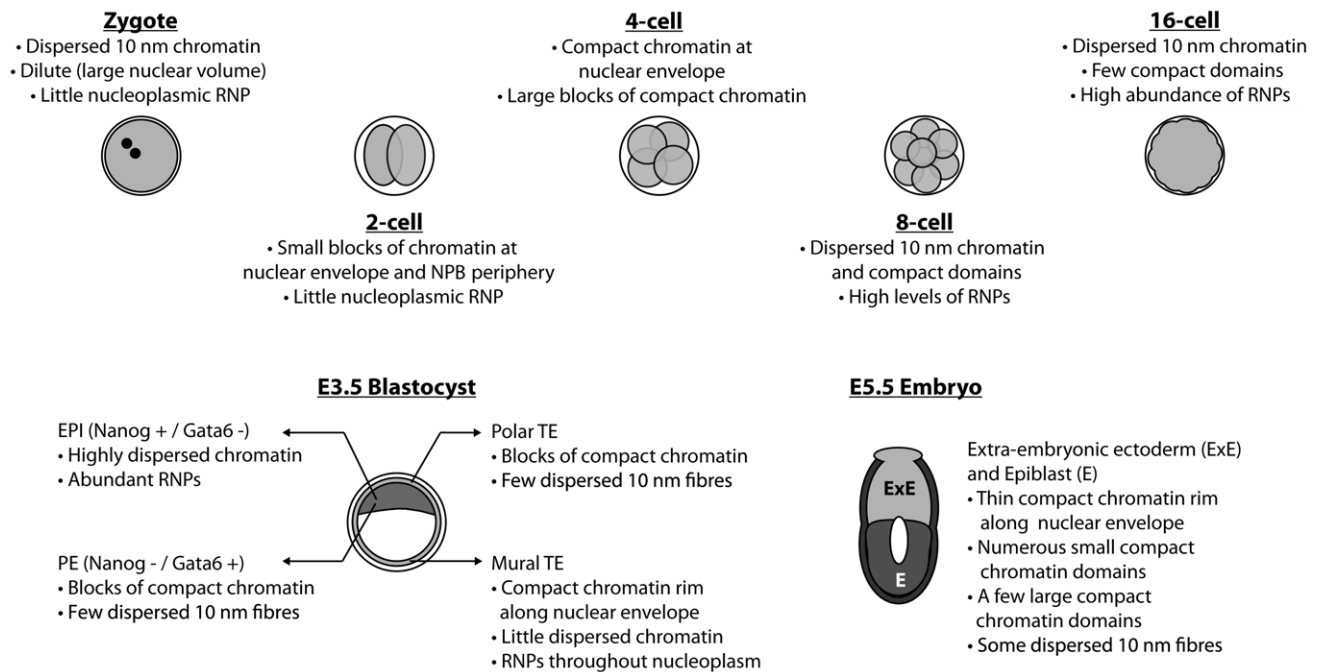 Zygote
• Dispersed 10 nm chromatin
• Dilute (large nuclear volume)
• Little nucleoplasmic RNP
4-cell
• Compact chromatin at
nuclear envelope
• Large blocks of compact chromatin
16-cell
• Dispersed 10 nm chromatin
• Few compact domains
• High abundance of RNPs
2-cell
• Small blocks of chromatin at
nuclear envelope and NPB periphery
• Little nucleoplasmic RNP
8-cell
• Dispersed 10 nm chromatin
and compact domains
• High levels of RNPs
E3.5 Blastocyst
EPI (Nanog + / Gata6 -)
• Highly dispersed chromatin
• Abundant RNPs
Polar TE
• Blocks of compact chromatin
• Few dispersed 10 nm fibres
PE (Nanog - / Gata6 +)
• Blocks of compact chromatin
• Few dispersed 10 nm fibres
Mural TE
• Compact chromatin rim
along nuclear envelope
• Little dispersed chromatin
• RNPs throughout nucleoplasm
E5.5 Embryo
ExE
E
Extra-embryonic ectoderm (ExE)
and Epiblast (E)
• Thin compact chromatin rim
along nuclear envelope
• Numerous small compact
chromatin domains
• A few large compact
chromatin domains
• Some dispersed 10 nm fibres